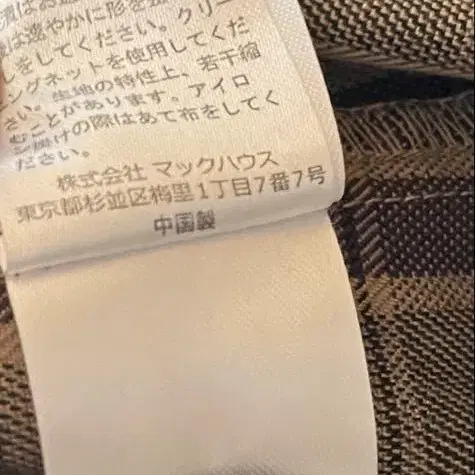 は速やかに形を整
をしてください。クリー
ングネットを使用してくだ
さい。生地の特性上、若干縮
むことがあります。アイロ
ン掛けの際はあて布をしてく
ださい。
株式会社 マックハウス
東京都杉並区梅里1丁目7番7号
中国製